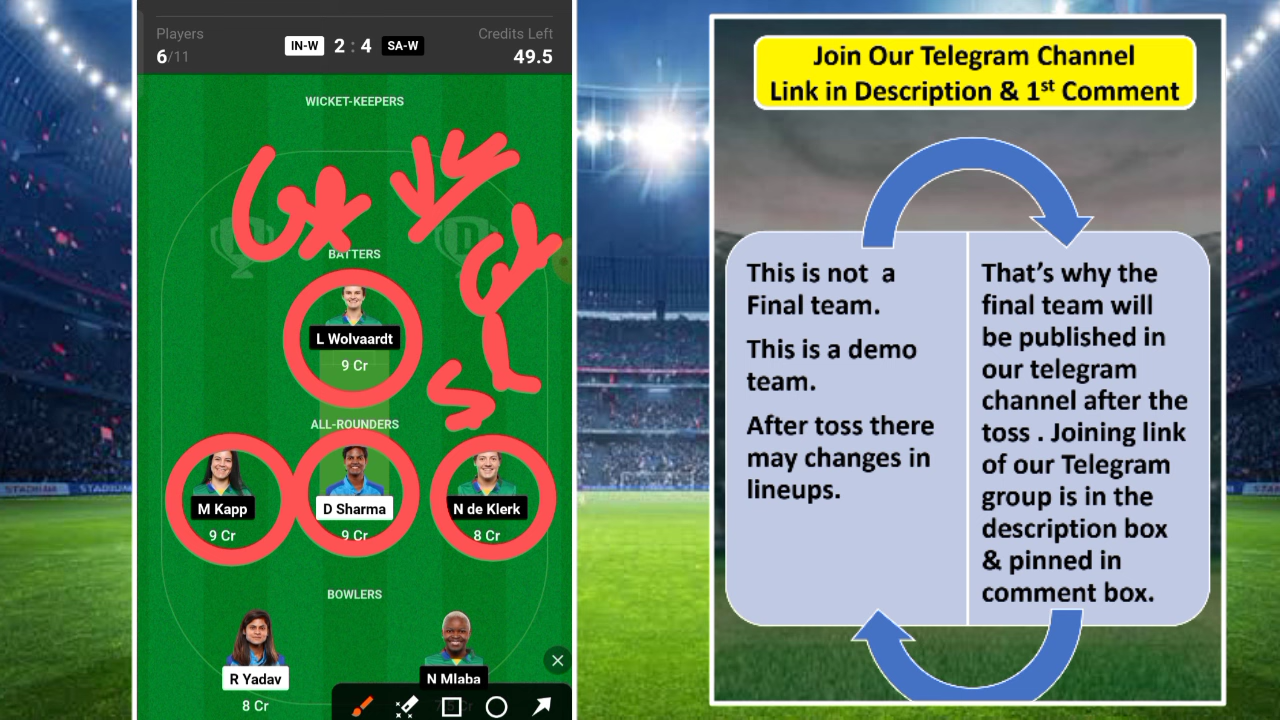 Players
6/11
IN-W 2 : 4 SA-W
Credits Left
49.5
WICKET-KEEPERS
BATTERS
L Wolvaardt
9 Cr
ALL-ROUNDERS
M Kapp
9 Cr
D Sharma
9 Cr
N de Klerk
8 Cr
BOWLERS
R Yadav
8 Cr
N Mlaba
Join Our Telegram Channel
Link in Description & 1st Comment
This is not a
Final team.
This is a demo
team.
After toss there
may changes in
lineups.
That's why the
final team will
be published in
our telegram
channel after the
toss . Joining link
of our Telegram
group is in the
description box
& pinned in
comment box.